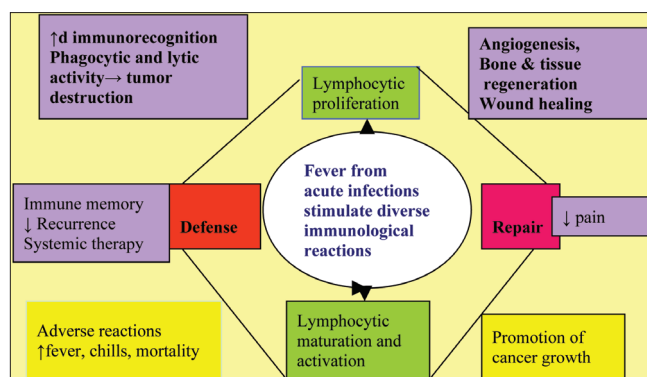 ↑d immunorecognition
Phagocytic and lytic
activity→ tumor
destruction
Angiogenesis,
Bone & tissue
regeneration
Wound healing
Lymphocytic
proliferation
Fever from
acute infections
stimulate diverse
immunological
reactions
Immune memory
↓ Recurrence
Systemic therapy
Defense
Repair
↓ pain
Adverse reactions
↑fever, chills, mortality
Lymphocytic
maturation and
activation
Promotion of
cancer growth